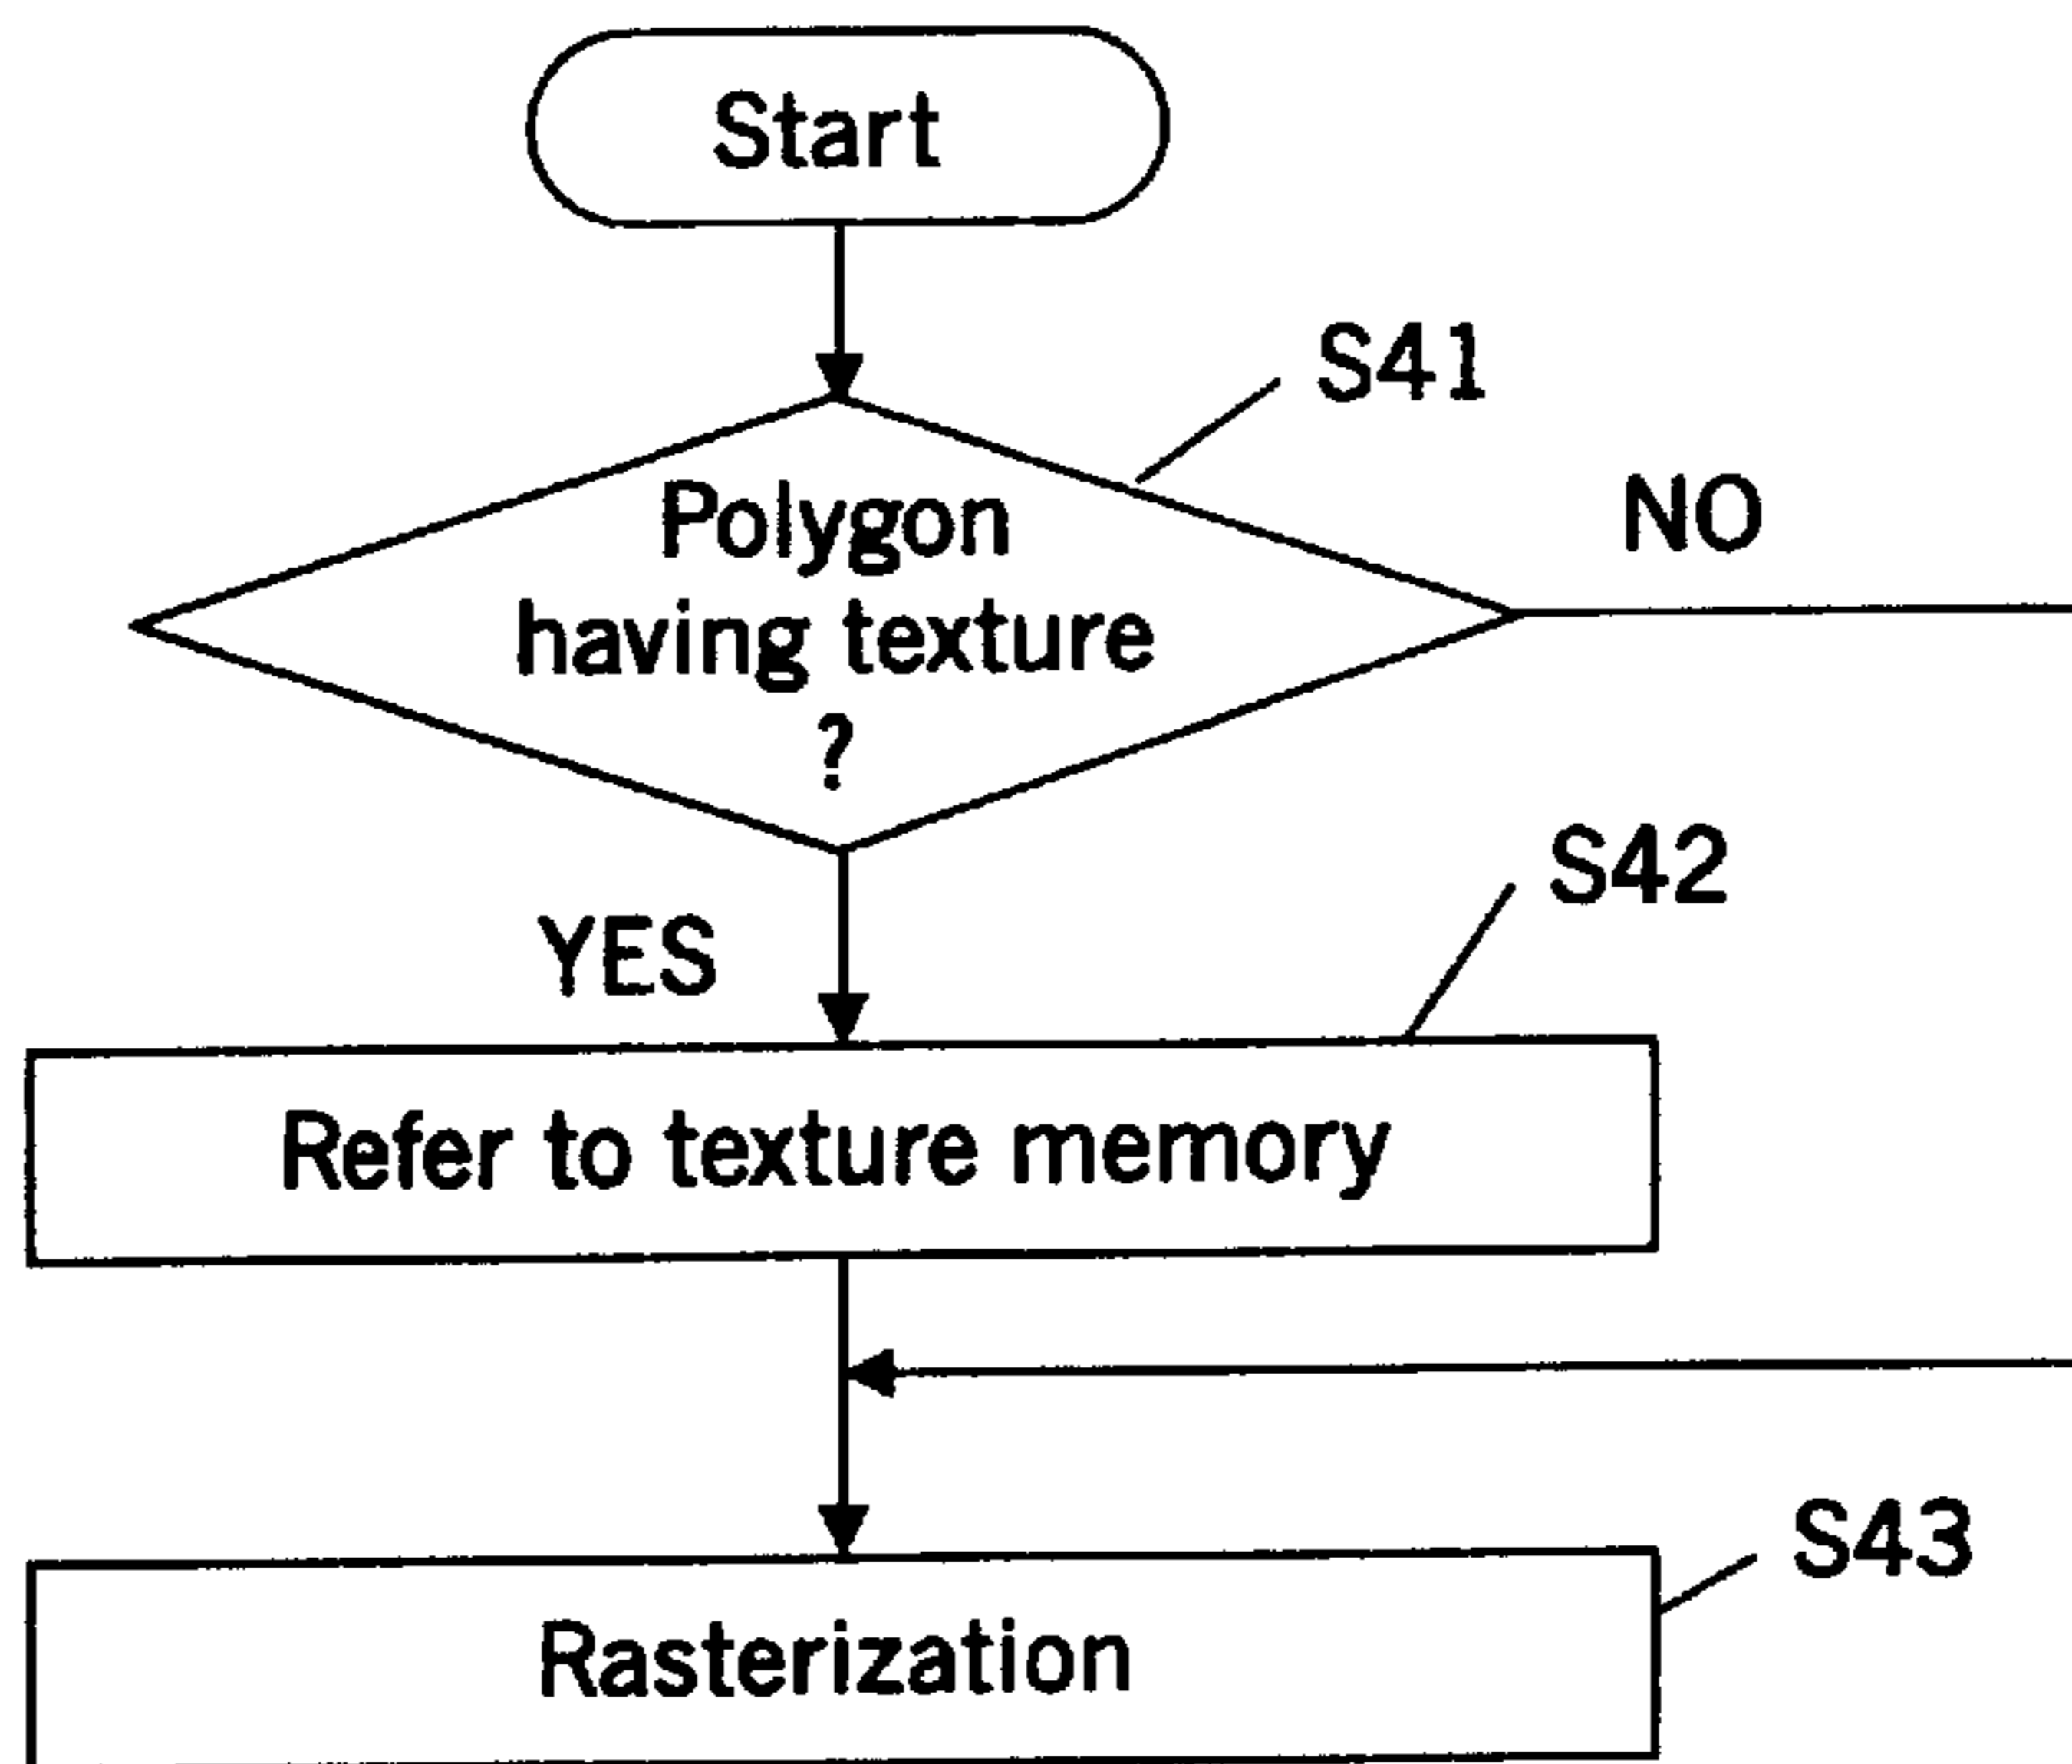 Start
S41
Polygon
having texture
?
NO
S42
YES
Refer to texture memory
S43
Rasterization